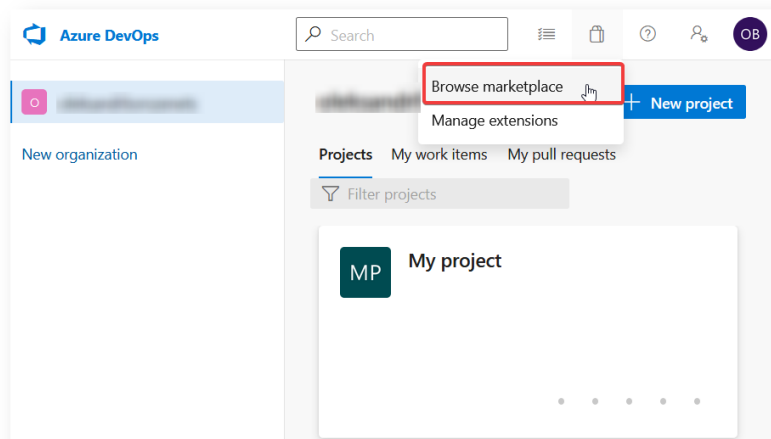 Azure DevOps
Search
OB
O
New organization
Browse marketplace
Manage extensions
+ New project
Projects My work items My pull requests
Filter projects
MP
My project